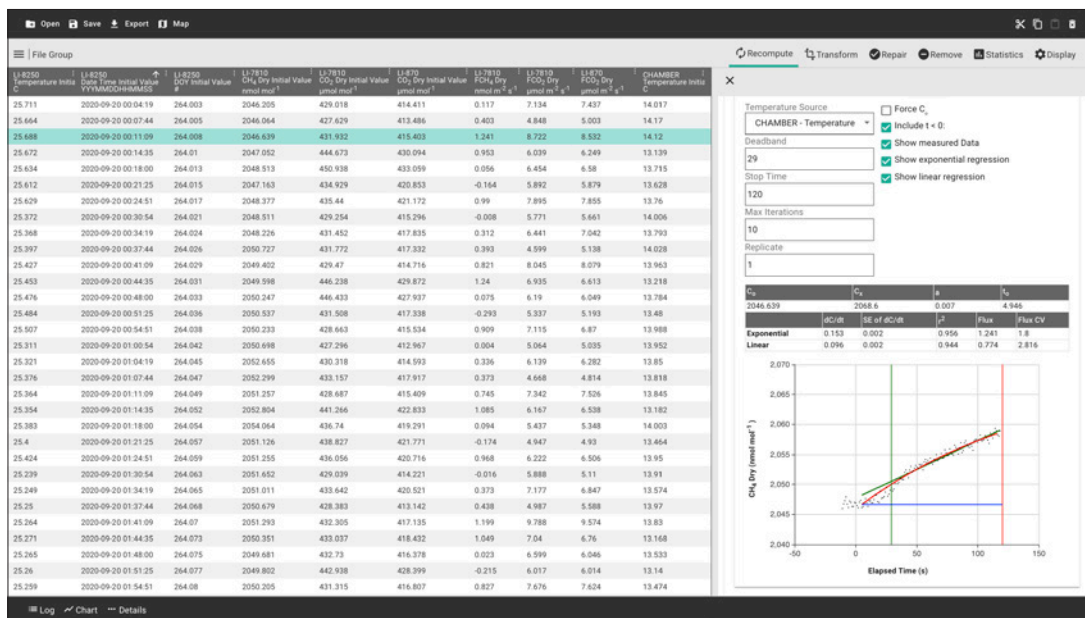 Open Save Export Map
File Group
Recompute Transform Repair Remove Statistics Display
LI-8250 LI-8250 LI-8250 LI-7810 LI-7810 LI-870 LI-7810 LI-7810 LI-870 CHAMBER
Temperature Initia Date Time Initial Value DOY Initial Value CH4 Dry Initial Value CO2 Dry Initial Value CO2 Dry Initial Value FCH4 Dry FCO2 Dry FCO2 Dry Temperature Initia
C YYYMMDDHHMMSS # nmol mol-1 μmol mol-1 μmol mol-1 nmol m-2 s-1 μmol m-2 s-1 μmol m-2 s-1 C
25.711 2020-09-20 00:04:19 264.003 2046.205 429.018 414.411 0.117 7.134 7.437 14.017
25.664 2020-09-20 00:07:44 264.005 2046.064 427.629 413.486 0.403 4.848 5.003 14.17
25.688 2020-09-20 00:11:09 264.008 2046.639 431.932 415.403 1.241 8.722 8.532 14.12
25.672 2020-09-20 00:14:35 264.01 2047.052 444.673 430.094 0.953 6.039 6.249 13.139
25.634 2020-09-20 00:18:00 264.013 2048.513 450.938 433.059 0.056 6.454 6.58 13.715
25.612 2020-09-20 00:21:25 264.015 2047.163 434.929 420.853 -0.164 5.892 5.879 13.628
25.629 2020-09-20 00:24:51 264.017 2048.377 435.44 421.172 0.99 7.895 7.855 13.76
25.372 2020-09-20 00:30:54 264.021 2048.511 429.254 415.296 -0.008 5.771 5.661 14.006
25.368 2020-09-20 00:34:19 264.024 2048.226 431.452 417.835 0.312 6.441 7.042 13.793
25.397 2020-09-20 00:37:44 264.026 2050.727 431.772 417.332 0.393 4.599 5.138 14.028
25.427 2020-09-20 00:41:09 264.029 2049.402 429.47 414.716 0.821 8.045 8.079 13.963
25.453 2020-09-20 00:44:35 264.031 2049.598 446.238 429.872 1.24 6.935 6.613 13.218
25.476 2020-09-20 00:48:00 264.033 2050.247 446.433 427.937 0.075 6.19 6.049 13.784
25.484 2020-09-20 00:51:25 264.036 2050.537 431.508 417.338 -0.293 5.337 5.193 13.48
25.507 2020-09-20 00:54:51 264.038 2050.233 428.663 415.534 0.909 7.115 6.87 13.988
25.311 2020-09-20 01:00:54 264.042 2050.698 427.296 412.967 0.004 5.064 5.035 13.952
25.321 2020-09-20 01:04:19 264.045 2052.655 430.318 414.593 0.336 6.139 6.282 13.85
25.376 2020-09-20 01:07:44 264.047 2052.299 433.157 417.917 0.373 4.668 4.814 13.818
25.364 2020-09-20 01:11:09 264.049 2051.257 428.687 415.409 0.745 7.342 7.526 13.845
25.354 2020-09-20 01:14:35 264.052 2052.804 441.266 422.833 1.085 6.167 6.538 13.182
25.383 2020-09-20 01:18:00 264.054 2054.064 436.74 419.291 0.094 5.437 5.348 14.003
25.4 2020-09-20 01:21:25 264.057 2051.126 438.827 421.771 -0.174 4.947 4.93 13.464
25.424 2020-09-20 01:24:51 264.059 2051.255 436.056 420.716 0.968 6.222 6.506 13.95
25.239 2020-09-20 01:30:54 264.063 2051.652 429.039 414.221 -0.016 5.888 5.11 13.91
25.249 2020-09-20 01:34:19 264.065 2051.011 433.642 420.521 0.373 7.177 6.847 13.574
25.25 2020-09-20 01:37:44 264.068 2050.679 428.383 413.142 0.438 4.987 5.588 13.97
25.264 2020-09-20 01:41:09 264.07 2051.293 432.305 417.135 1.199 9.788 9.574 13.83
25.271 2020-09-20 01:44:35 264.073 2050.351 433.037 418.432 1.049 7.04 6.76 13.168
25.265 2020-09-20 01:48:00 264.075 2049.681 432.73 416.378 0.023 6.599 6.046 13.533
25.26 2020-09-20 01:51:25 264.077 2049.802 442.938 428.399 -0.215 6.017 6.014 13.14
25.259 2020-09-20 01:54:51 264.08 2050.205 431.315 416.807 0.827 7.676 7.624 13.474
Temperature Source
CHAMBER - Temperature
Deadband
29
Stop Time
120
Max Iterations
10
Replicate
1
Force Co
Include t < 0:
Show measured Data
Show exponential regression
Show linear regression
Co Cx a to
2046.639 2068.6 0.007 4.946
dC/dt SE of dC/dt r2 Flux Flux CV
Exponential 0.153 0.002 0.956 1.241 1.8
Linear 0.096 0.002 0.944 0.774 2.816
2,070
2,065
2,060
2,055
2,050
2,045
2,040
CH4 Dry (nmol mol-1)
-50 0 50 100 150
Elapsed Time (s)
Log Chart Details